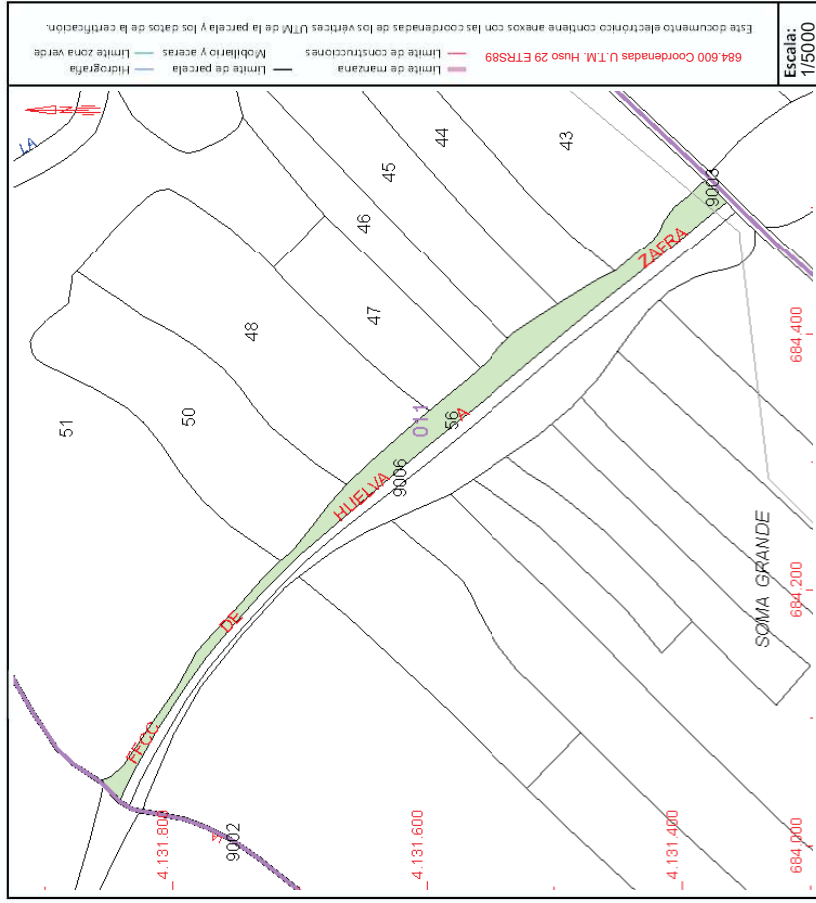 Este documento electrónico contiene anexos con las coordenadas de los vértices UTM de la parcela y los datos de la certificación.
684.600 Coordenadas U.T.M. Huso 29 ETRS89
Límite de manzana
Límite de construcciones
Límite de parcela
Mobiliario y aceras
Hidrografía
Límite zona verde
Escala:
1/5000
51
50
48
47
46
45
44
43
011
56
9006
9003
9002
FFCC
DE
HUELVA
A
ZAFRA
SOMA GRANDE
4.131.800
4.131.600
4.131.400
684.000
684.200
684.400